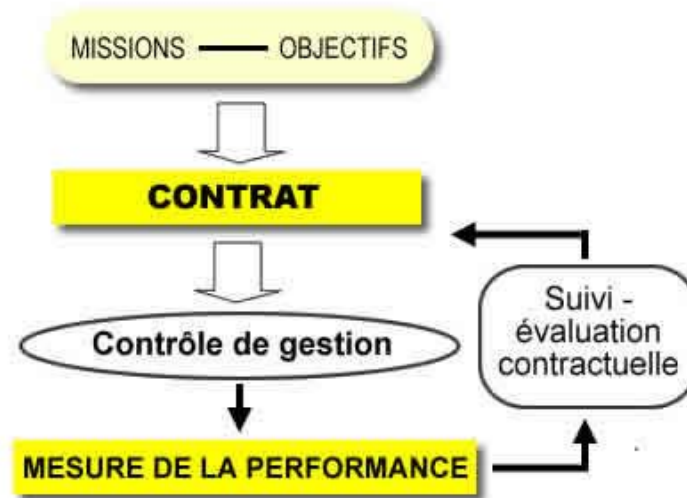 MISSIONS OBJECTIFS
CONTRAT
Contrôle de gestion
MESURE DE LA PERFORMANCE
Suivi -
évaluation
contractuelle